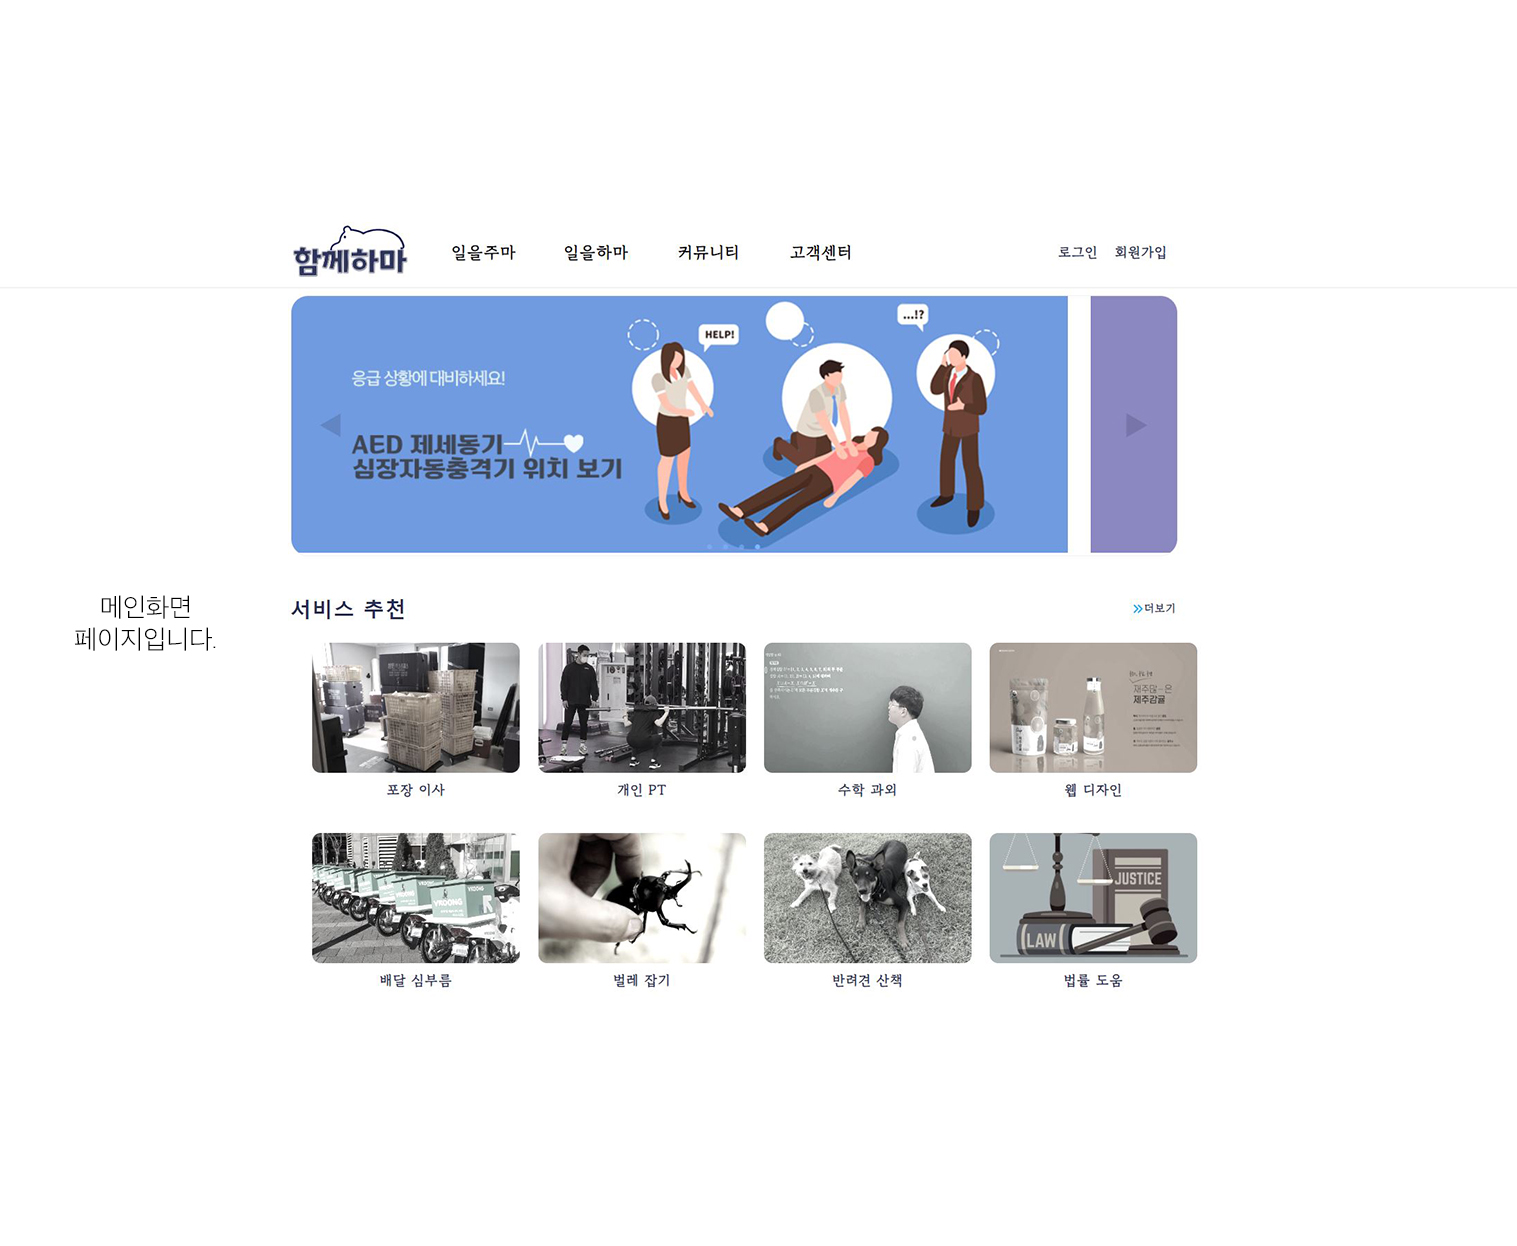 함께하마
일을주마 일을하마 커뮤니티 고객센터
로그인 회원가입
HELP!
...!?
응급 상황에 대비하세요!
AED 제세동기
심장자동충격기 위치 보기
메인화면
페이지입니다.
서비스 추천
더보기
제주감귤
포장 이사
개인 PT
수학 과외
웹 디자인
JUSTICE
LAW
배달 심부름
벌레 잡기
반려견 산책
법률 도움